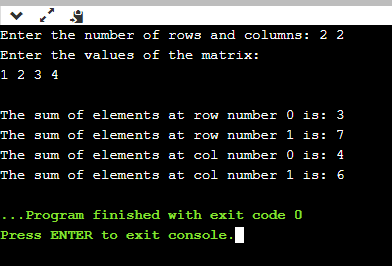 Enter the number of rows and columns: 2 2
Enter the values of the matrix:
1 2 3 4
The sum of elements at row number 0 is: 3
The sum of elements at row number 1 is: 7
The sum of elements at col number 0 is: 4
The sum of elements at col number 1 is: 6
...Program finished with exit code 0
Press ENTER to exit console.